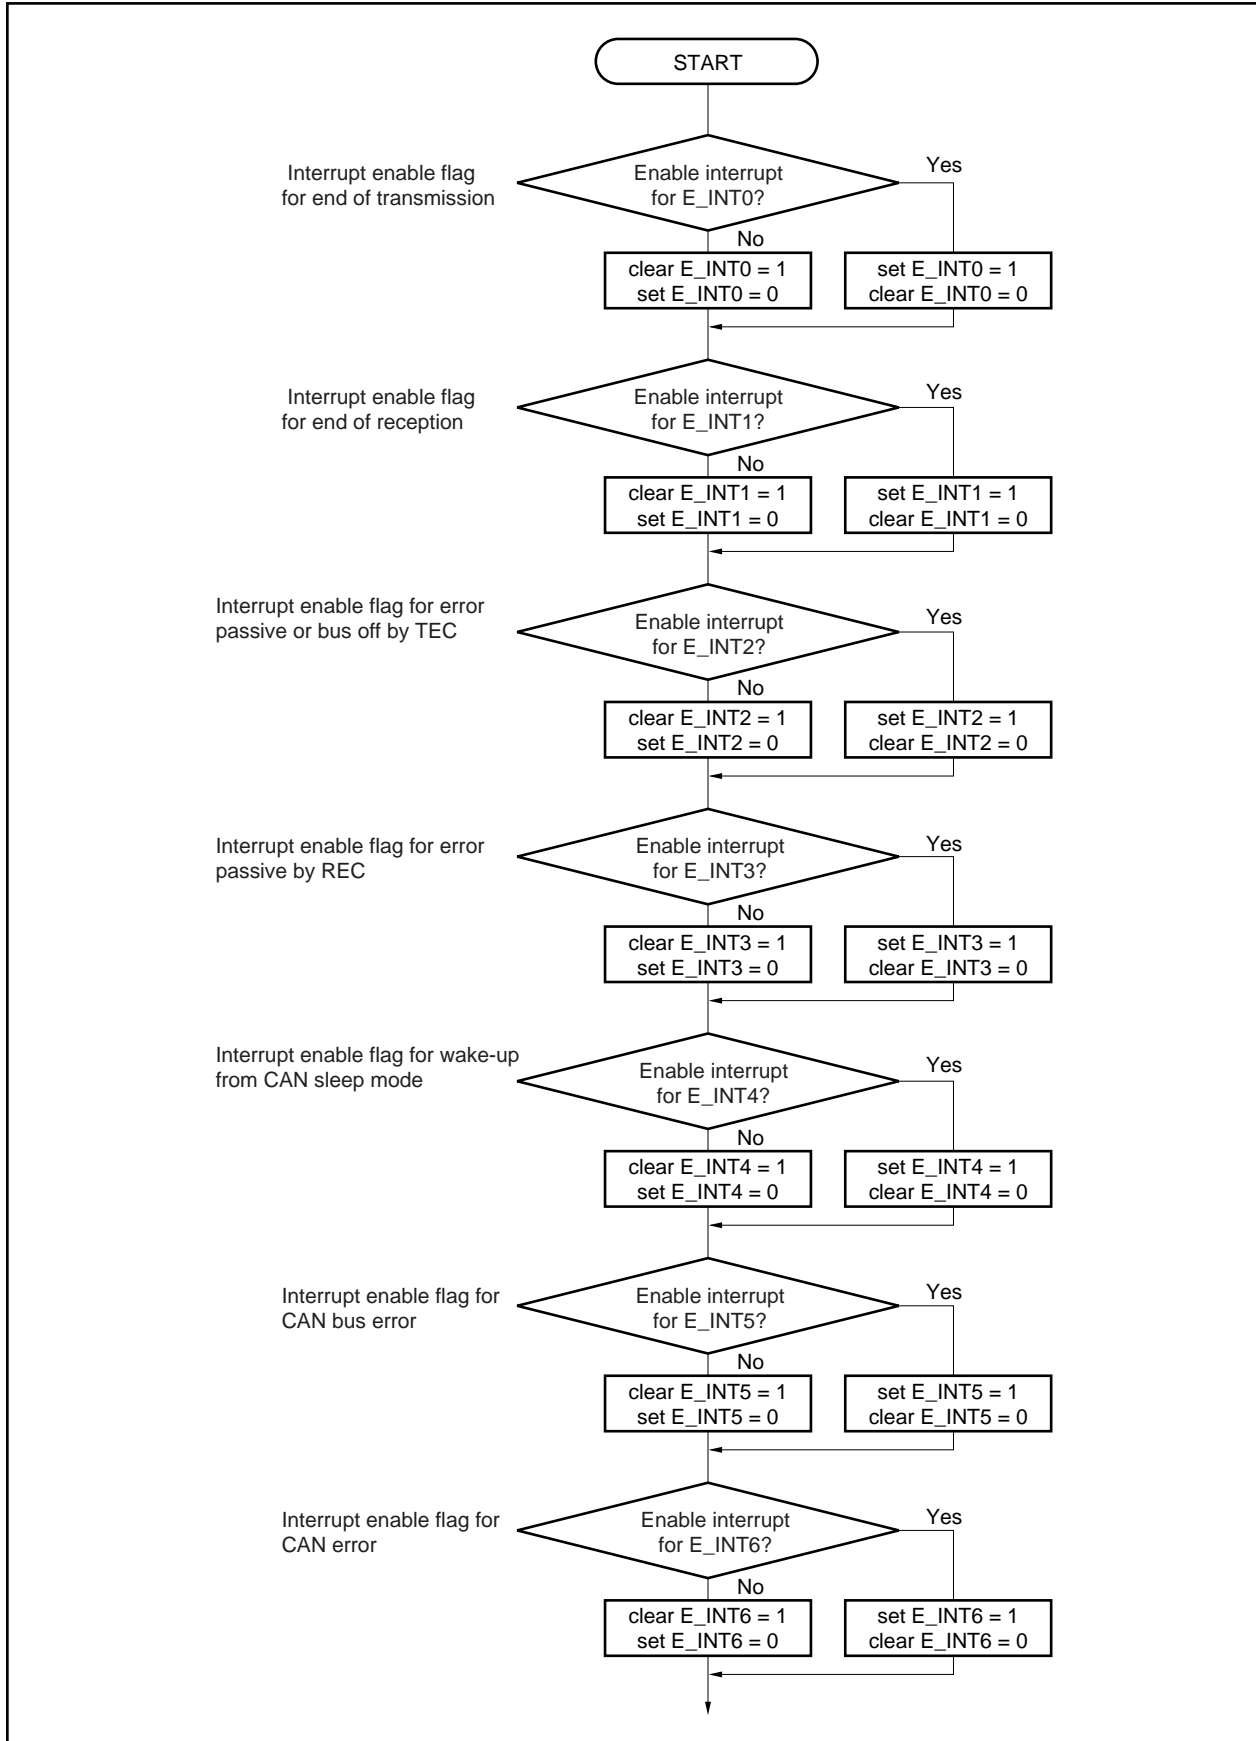 START
Interrupt enable flag
for end of transmission
Enable interrupt
for E_INT0?
Yes
No
clear E_INT0 = 1
set E_INT0 = 0
set E_INT0 = 1
clear E_INT0 = 0
Interrupt enable flag
for end of reception
Enable interrupt
for E_INT1?
Yes
No
clear E_INT1 = 1
set E_INT1 = 0
set E_INT1 = 1
clear E_INT1 = 0
Interrupt enable flag for error
passive or bus off by TEC
Enable interrupt
for E_INT2?
Yes
No
clear E_INT2 = 1
set E_INT2 = 0
set E_INT2 = 1
clear E_INT2 = 0
Interrupt enable flag for error
passive by REC
Enable interrupt
for E_INT3?
Yes
No
clear E_INT3 = 1
set E_INT3 = 0
set E_INT3 = 1
clear E_INT3 = 0
Interrupt enable flag for wake-up
from CAN sleep mode
Enable interrupt
for E_INT4?
Yes
No
clear E_INT4 = 1
set E_INT4 = 0
set E_INT4 = 1
clear E_INT4 = 0
Interrupt enable flag for
CAN bus error
Enable interrupt
for E_INT5?
Yes
No
clear E_INT5 = 1
set E_INT5 = 0
set E_INT5 = 1
clear E_INT5 = 0
Interrupt enable flag for
CAN error
Enable interrupt
for E_INT6?
Yes
No
clear E_INT6 = 1
set E_INT6 = 0
set E_INT6 = 1
clear E_INT6 = 0